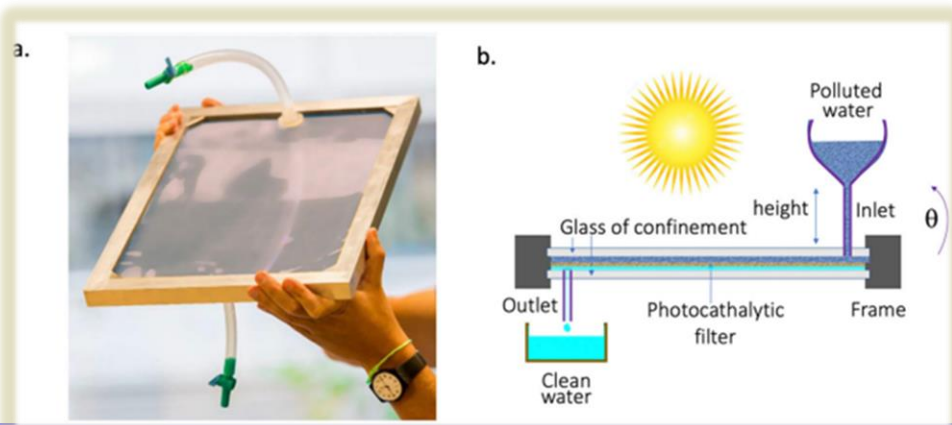 a.
b.
Polluted
water
height
Inlet
θ
Glass of confinement
Outlet
Photocathalytic
filter
Frame
Clean
water